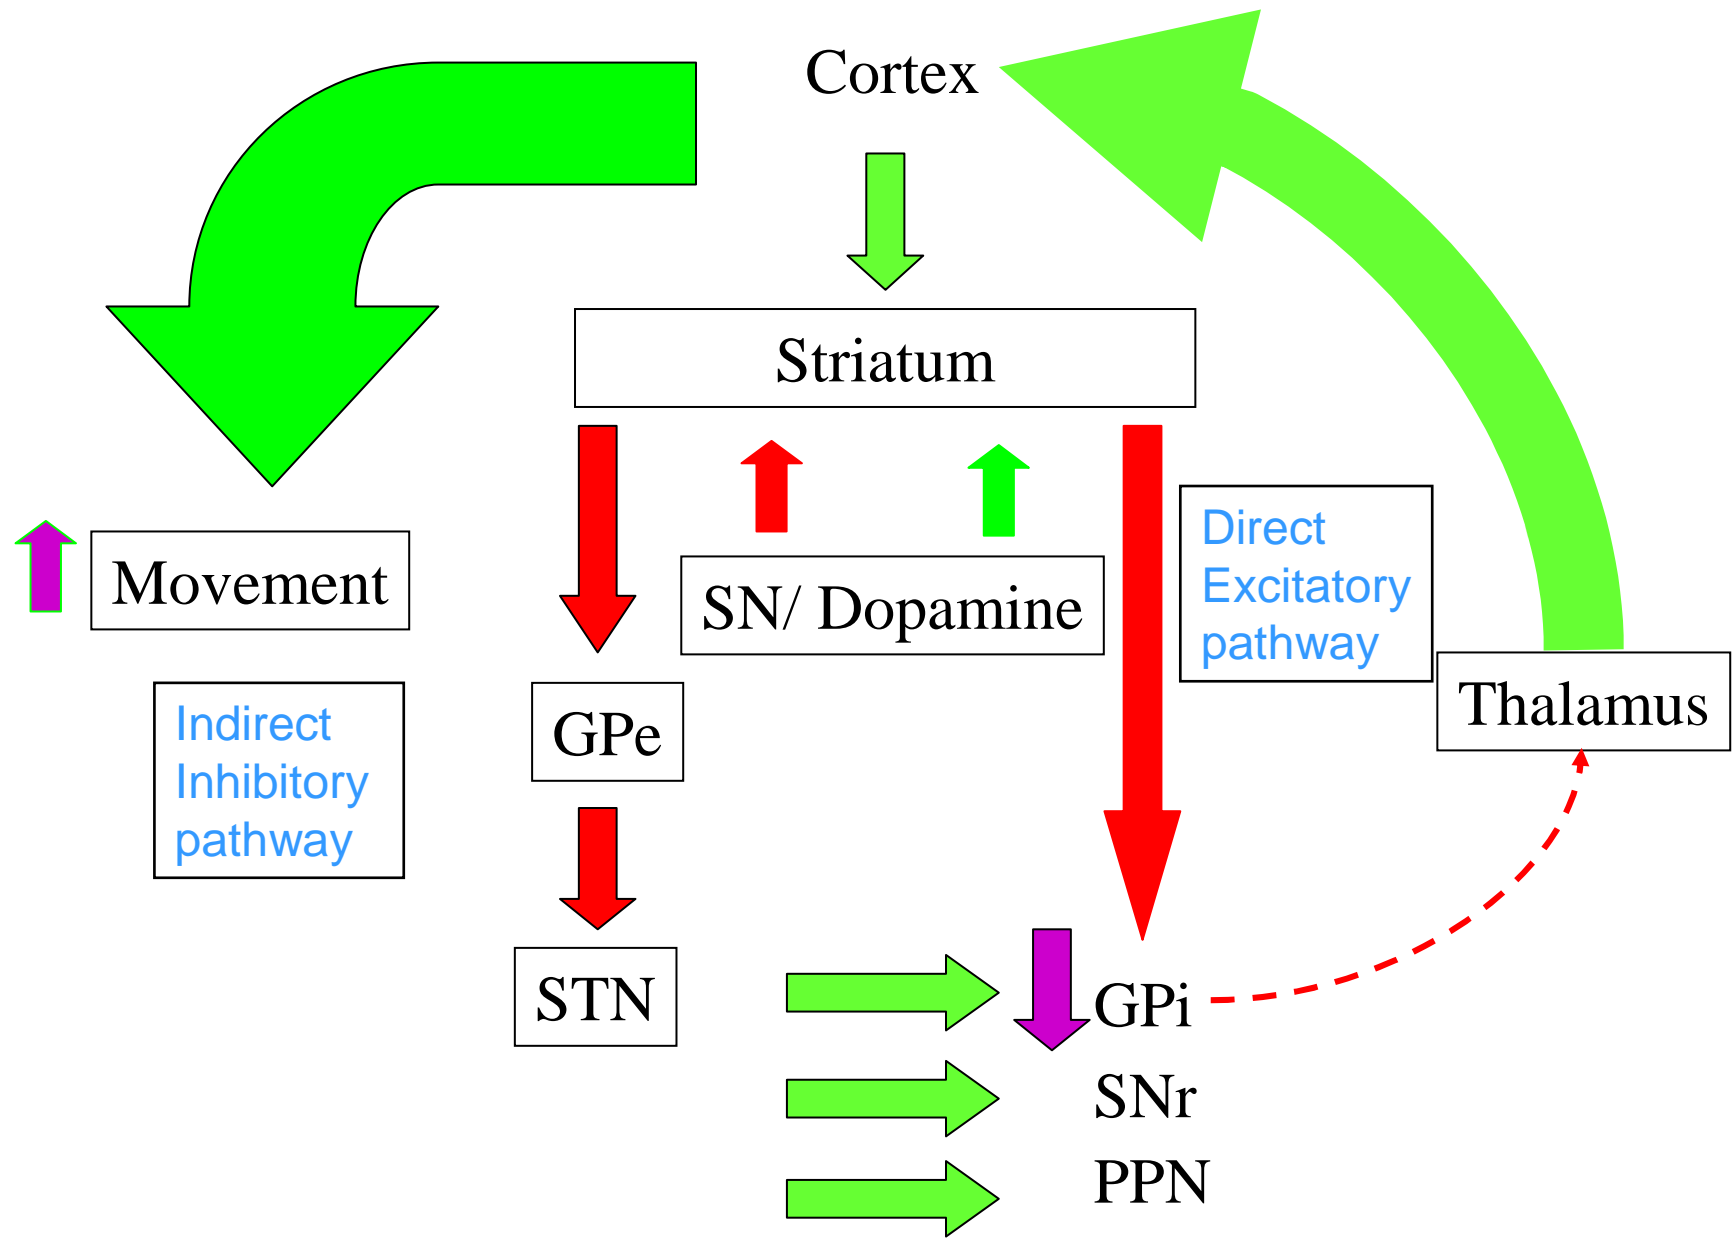 Cortex
Striatum
Movement
SN/ Dopamine
Direct
Excitatory
pathway
Thalamus
Indirect
Inhibitory
pathway
GPe
STN
GPi
SNr
PPN